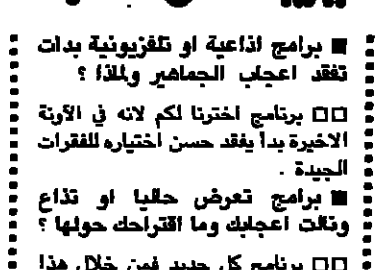 ■ برامج اذاعية او تلفزيونية بدات
تفقد اعجاب الجماهير ولماذا ؟
□□ برنامج اخترنا لكم لانه في الآونة
الاخيرة بدا يفقد حسن اختياره للفقرات
الجيدة .
■ برامج تعرض حاليا او تذاع
ونالت اعجابك وما اقتراحك حولها ؟
□□ برنامج كل جديد فمن خلال هذا